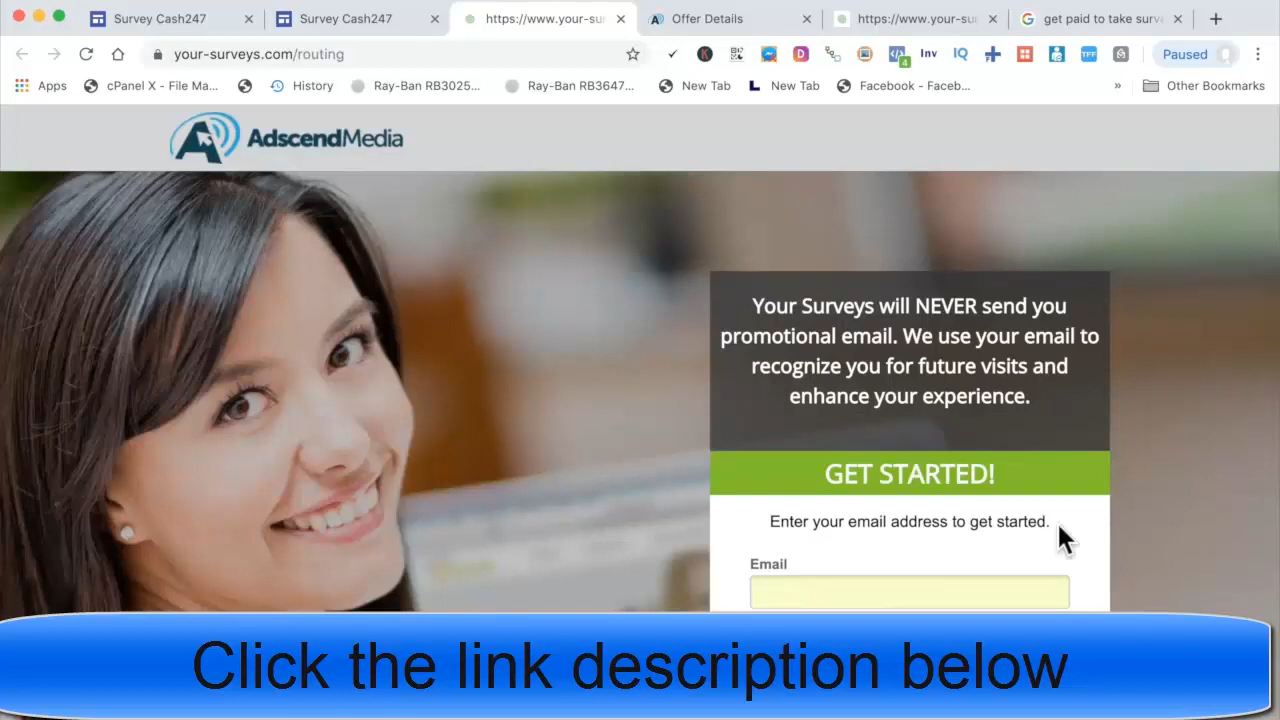 Survey Cash247
Survey Cash247
https://www.your-su
Offer Details
https://www.your-su
get paid to take surv
your-surveys.com/routing
4
Inv
IQ
TFF
Paused
Apps
cPanel X - File Ma...
History
Ray-Ban RB3025...
Ray-Ban RB3647...
New Tab
L New Tab
Facebook - Faceb...
»
Other Bookmarks
AdscendMedia
Your Surveys will NEVER send you
promotional email. We use your email to
recognize you for future visits and
enhance your experience.
GET STARTED!
Enter your email address to get started.
Email
Click the link description below